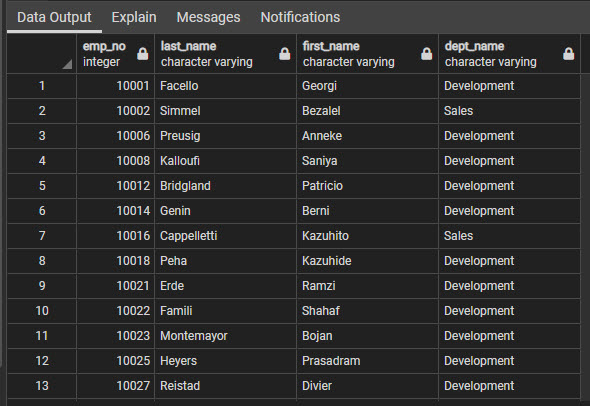 Data Output Explain Messages Notifications
emp_no last_name first_name dept_name
integer character varying character varying character varying
1 10001 Facello Georgi Development
2 10002 Simmel Bezalel Sales
3 10006 Preusig Anneke Development
4 10008 Kalloufi Saniya Development
5 10012 Bridgland Patricio Development
6 10014 Genin Berni Development
7 10016 Cappelletti Kazuhito Sales
8 10018 Peha Kazuhide Development
9 10021 Erde Ramzi Development
10 10022 Famili Shahaf Development
11 10023 Montemayor Bojan Development
12 10025 Heyers Prasadram Development
13 10027 Reistad Divier Development